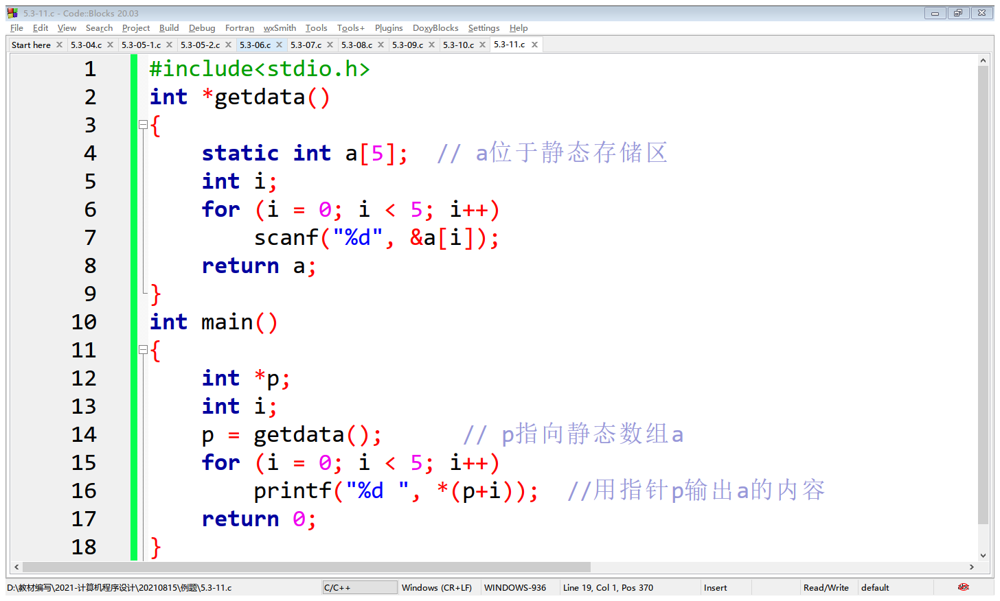 5.3-11.c - Code::Blocks 20.03
File Edit View Search Project Build Debug Fortran wxSmith Tools Tools+ Plugins DoxyBlocks Settings Help
Start here 5.3-04.c 5.3-05-1.c 5.3-05-2.c 5.3-06.c 5.3-07.c 5.3-08.c 5.3-09.c 5.3-10.c 5.3-11.c
1 #include<stdio.h>
2 int *getdata()
3 {
4 static int a[5]; // a位于静态存储区
5 int i;
6 for (i = 0; i < 5; i++)
7 scanf("%d", &a[i]);
8 return a;
9 }
10 int main()
11 {
12 int *p;
13 int i;
14 p = getdata(); // p指向静态数组a
15 for (i = 0; i < 5; i++)
16 printf("%d ", *(p+i)); //用指针p输出a的内容
17 return 0;
18 }
D:\教材编写\2021-计算机程序设计\20210815\例题\5.3-11.c C/C++ Windows (CR+LF) WINDOWS-936 Line 19, Col 1, Pos 370 Insert Read/Write default abc